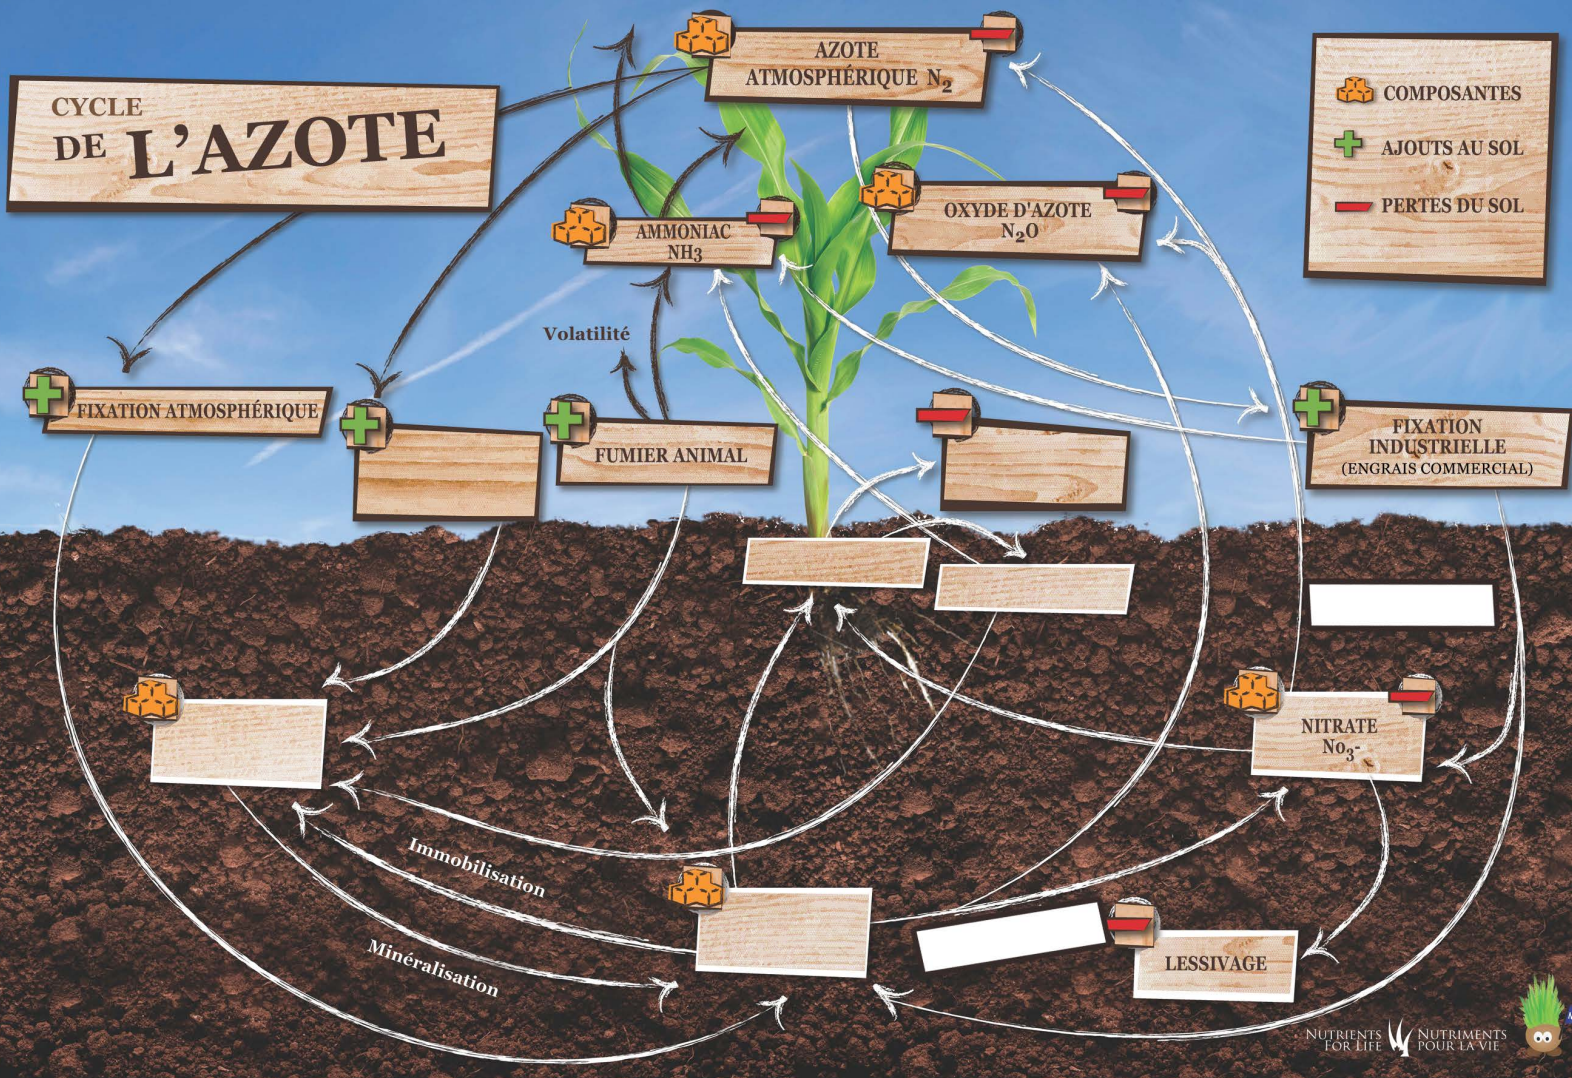 CYCLE
DE L'AZOTE
AZOTE
ATMOSPHÉRIQUE N2
COMPOSANTES
AJOUTS AU SOL
PERTES DU SOL
AMMONIAC
NH3
OXYDE D'AZOTE
N2O
Volatilité
FIXATION ATMOSPHÉRIQUE
FUMIER ANIMAL
FIXATION
INDUSTRIELLE
(ENGRAIS COMMERCIAL)
NITRATE
No3-
Immobilisation
Minéralisation
LESSIVAGE
NUTRIENTS
FOR LIFE
NUTRIMENTS
POUR LA VIE